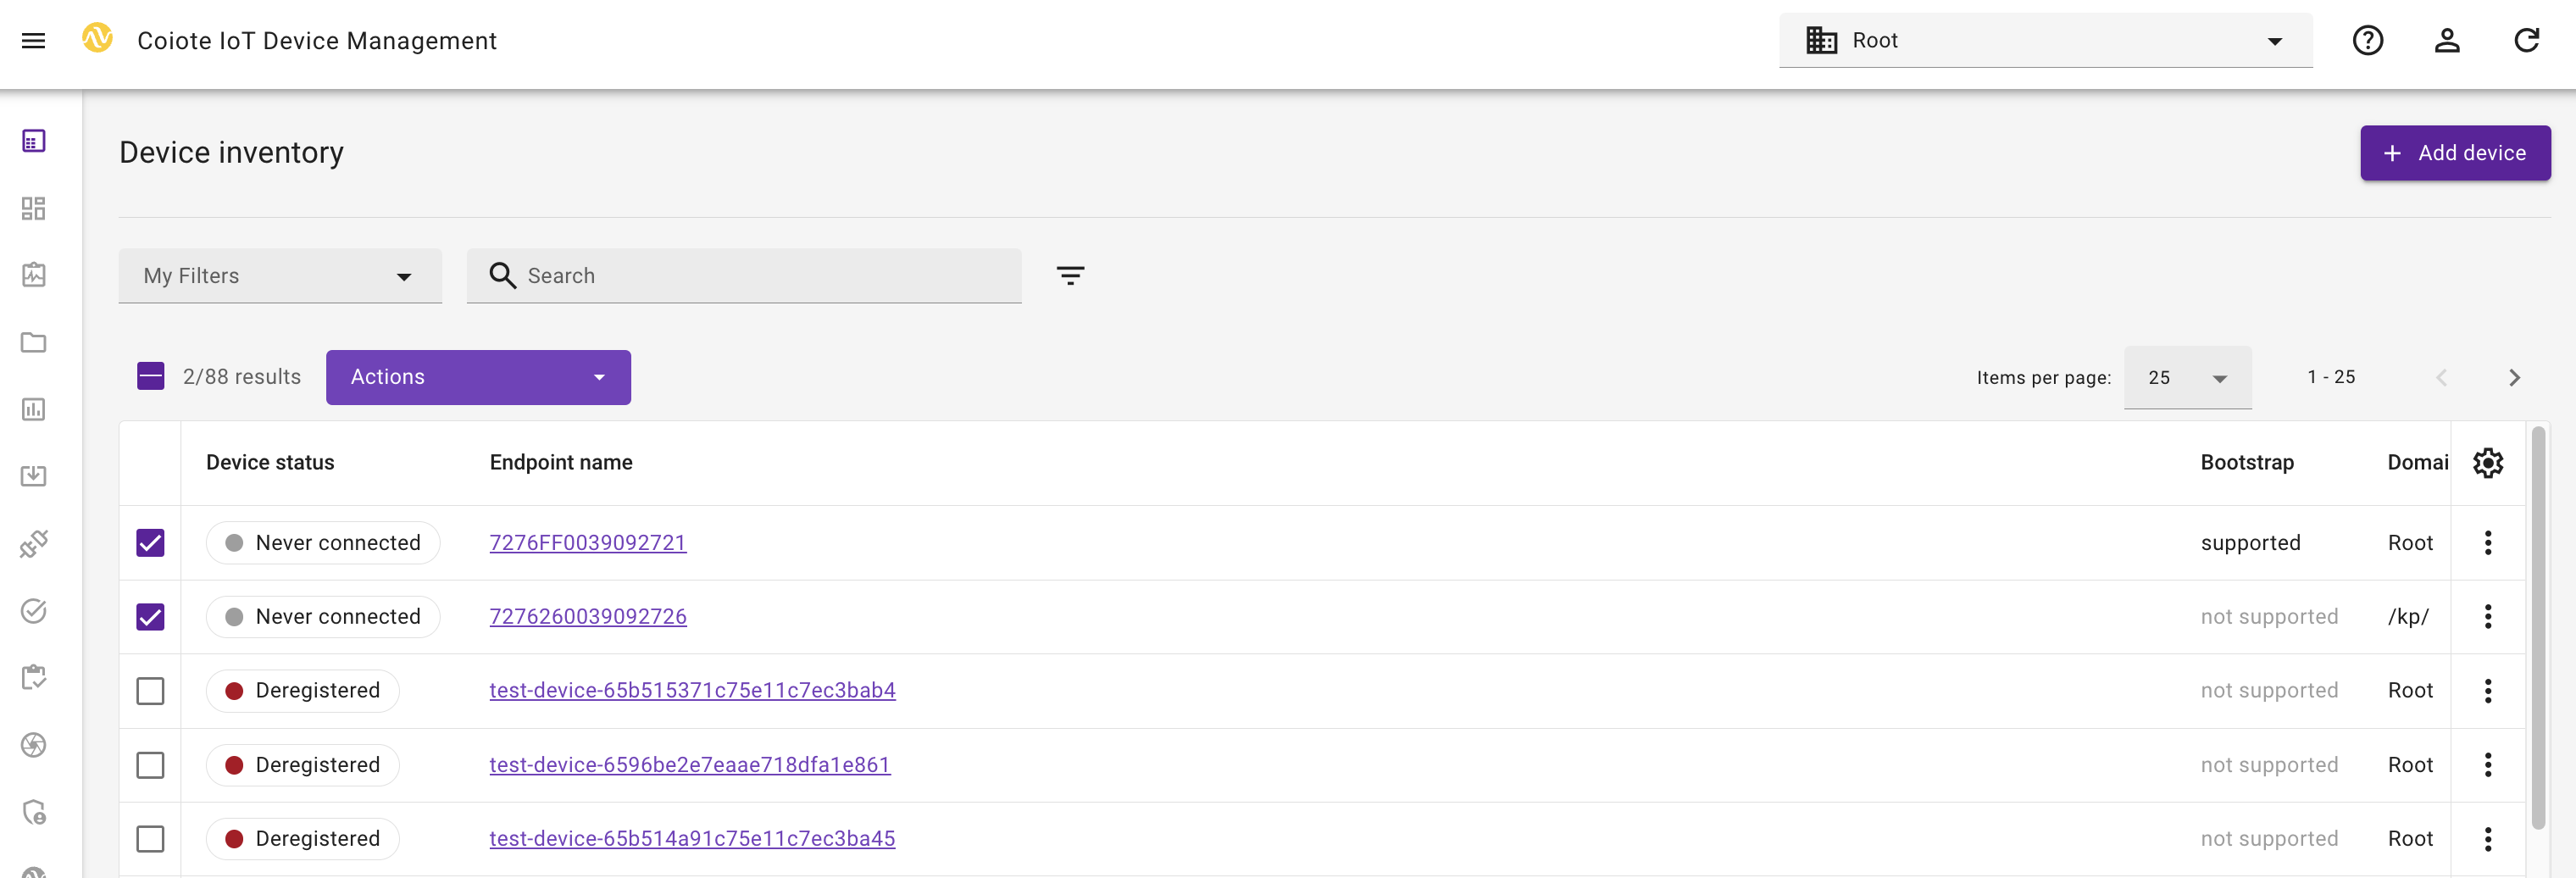 Coiote IoT Device Management
Root
Device inventory
Add device
My Filters
Search
2/88 results
Actions
Items per page: 25
1 - 25
Device status Endpoint name Bootstrap Domai
Never connected 7276FF0039092721 supported Root
Never connected 7276260039092726 not supported /kp/
Deregistered test-device-65b515371c75e11c7ec3bab4 not supported Root
Deregistered test-device-6596be2e7eaae718dfa1e861 not supported Root
Deregistered test-device-65b514a91c75e11c7ec3ba45 not supported Root